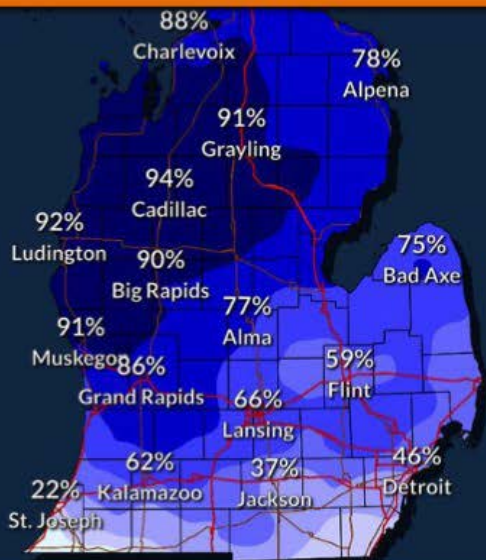 88%
Charlevoix
78%
Alpena
91%
Grayling
94%
Cadillac
92%
Ludington
90%
Big Rapids
75%
Bad Axe
77%
Alma
91%
Muskegon
86%
Grand Rapids
59%
Flint
66%
Lansing
62%
Kalamazoo
37%
Jackson
46%
Detroit
22%
St. Joseph